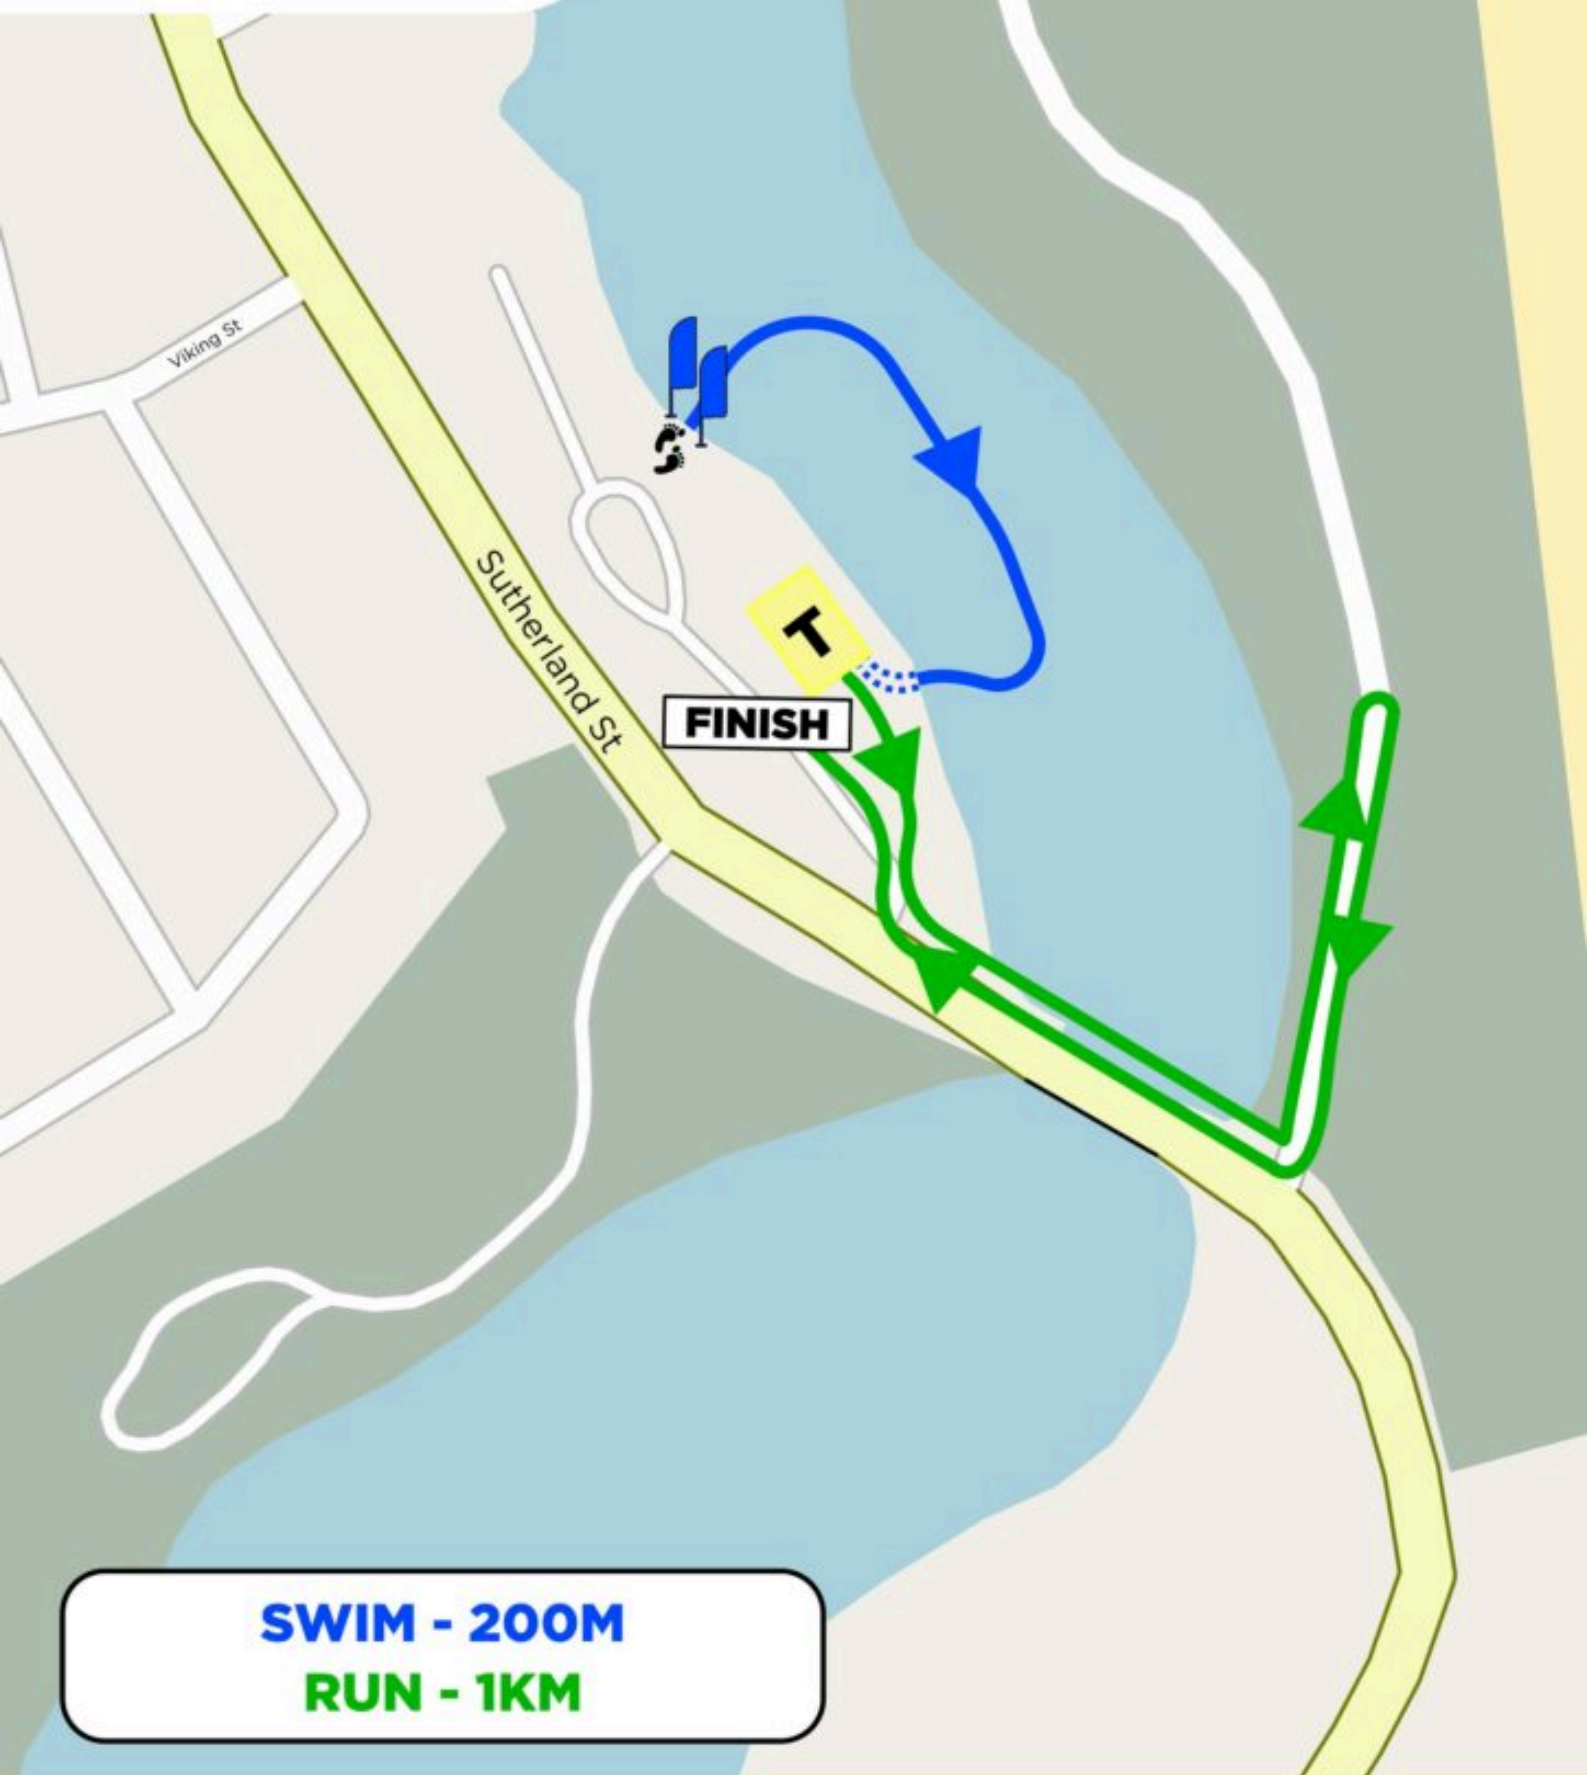 Viking St
Sutherland St
T
FINISH
SWIM - 200M
RUN - 1KM